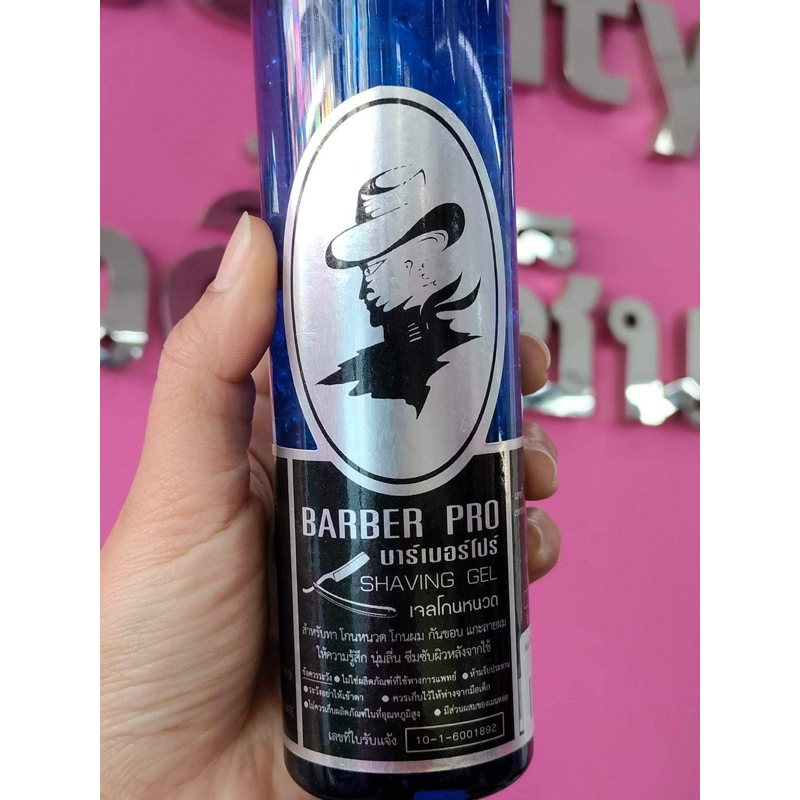 ity
BARBER PRO
บาร์เบอร์โปร์
SHAVING GEL
เจลโกนหนวด
สำหรับทา โกนหนวด โกนผม กันขอบ แกะลายผม
ให้ความรู้สึก นุ่มลื่น ซึมซับผิวหลังจากใช้
ข้อควรระวัง ● ไม่ใช่ผลิตภัณฑ์ที่ใช้ทางการแพทย์ ● ห้ามรับประทาน
● ระวังอย่าให้เข้าตา ● ควรเก็บไว้ให้ห่างจากมือเด็ก
● ไม่ควรเก็บผลิตภัณฑ์ในที่อุณหภูมิสูง ● มีส่วนผสมของเมนทอล
เลขที่ใบรับแจ้ง 10-1-6001892